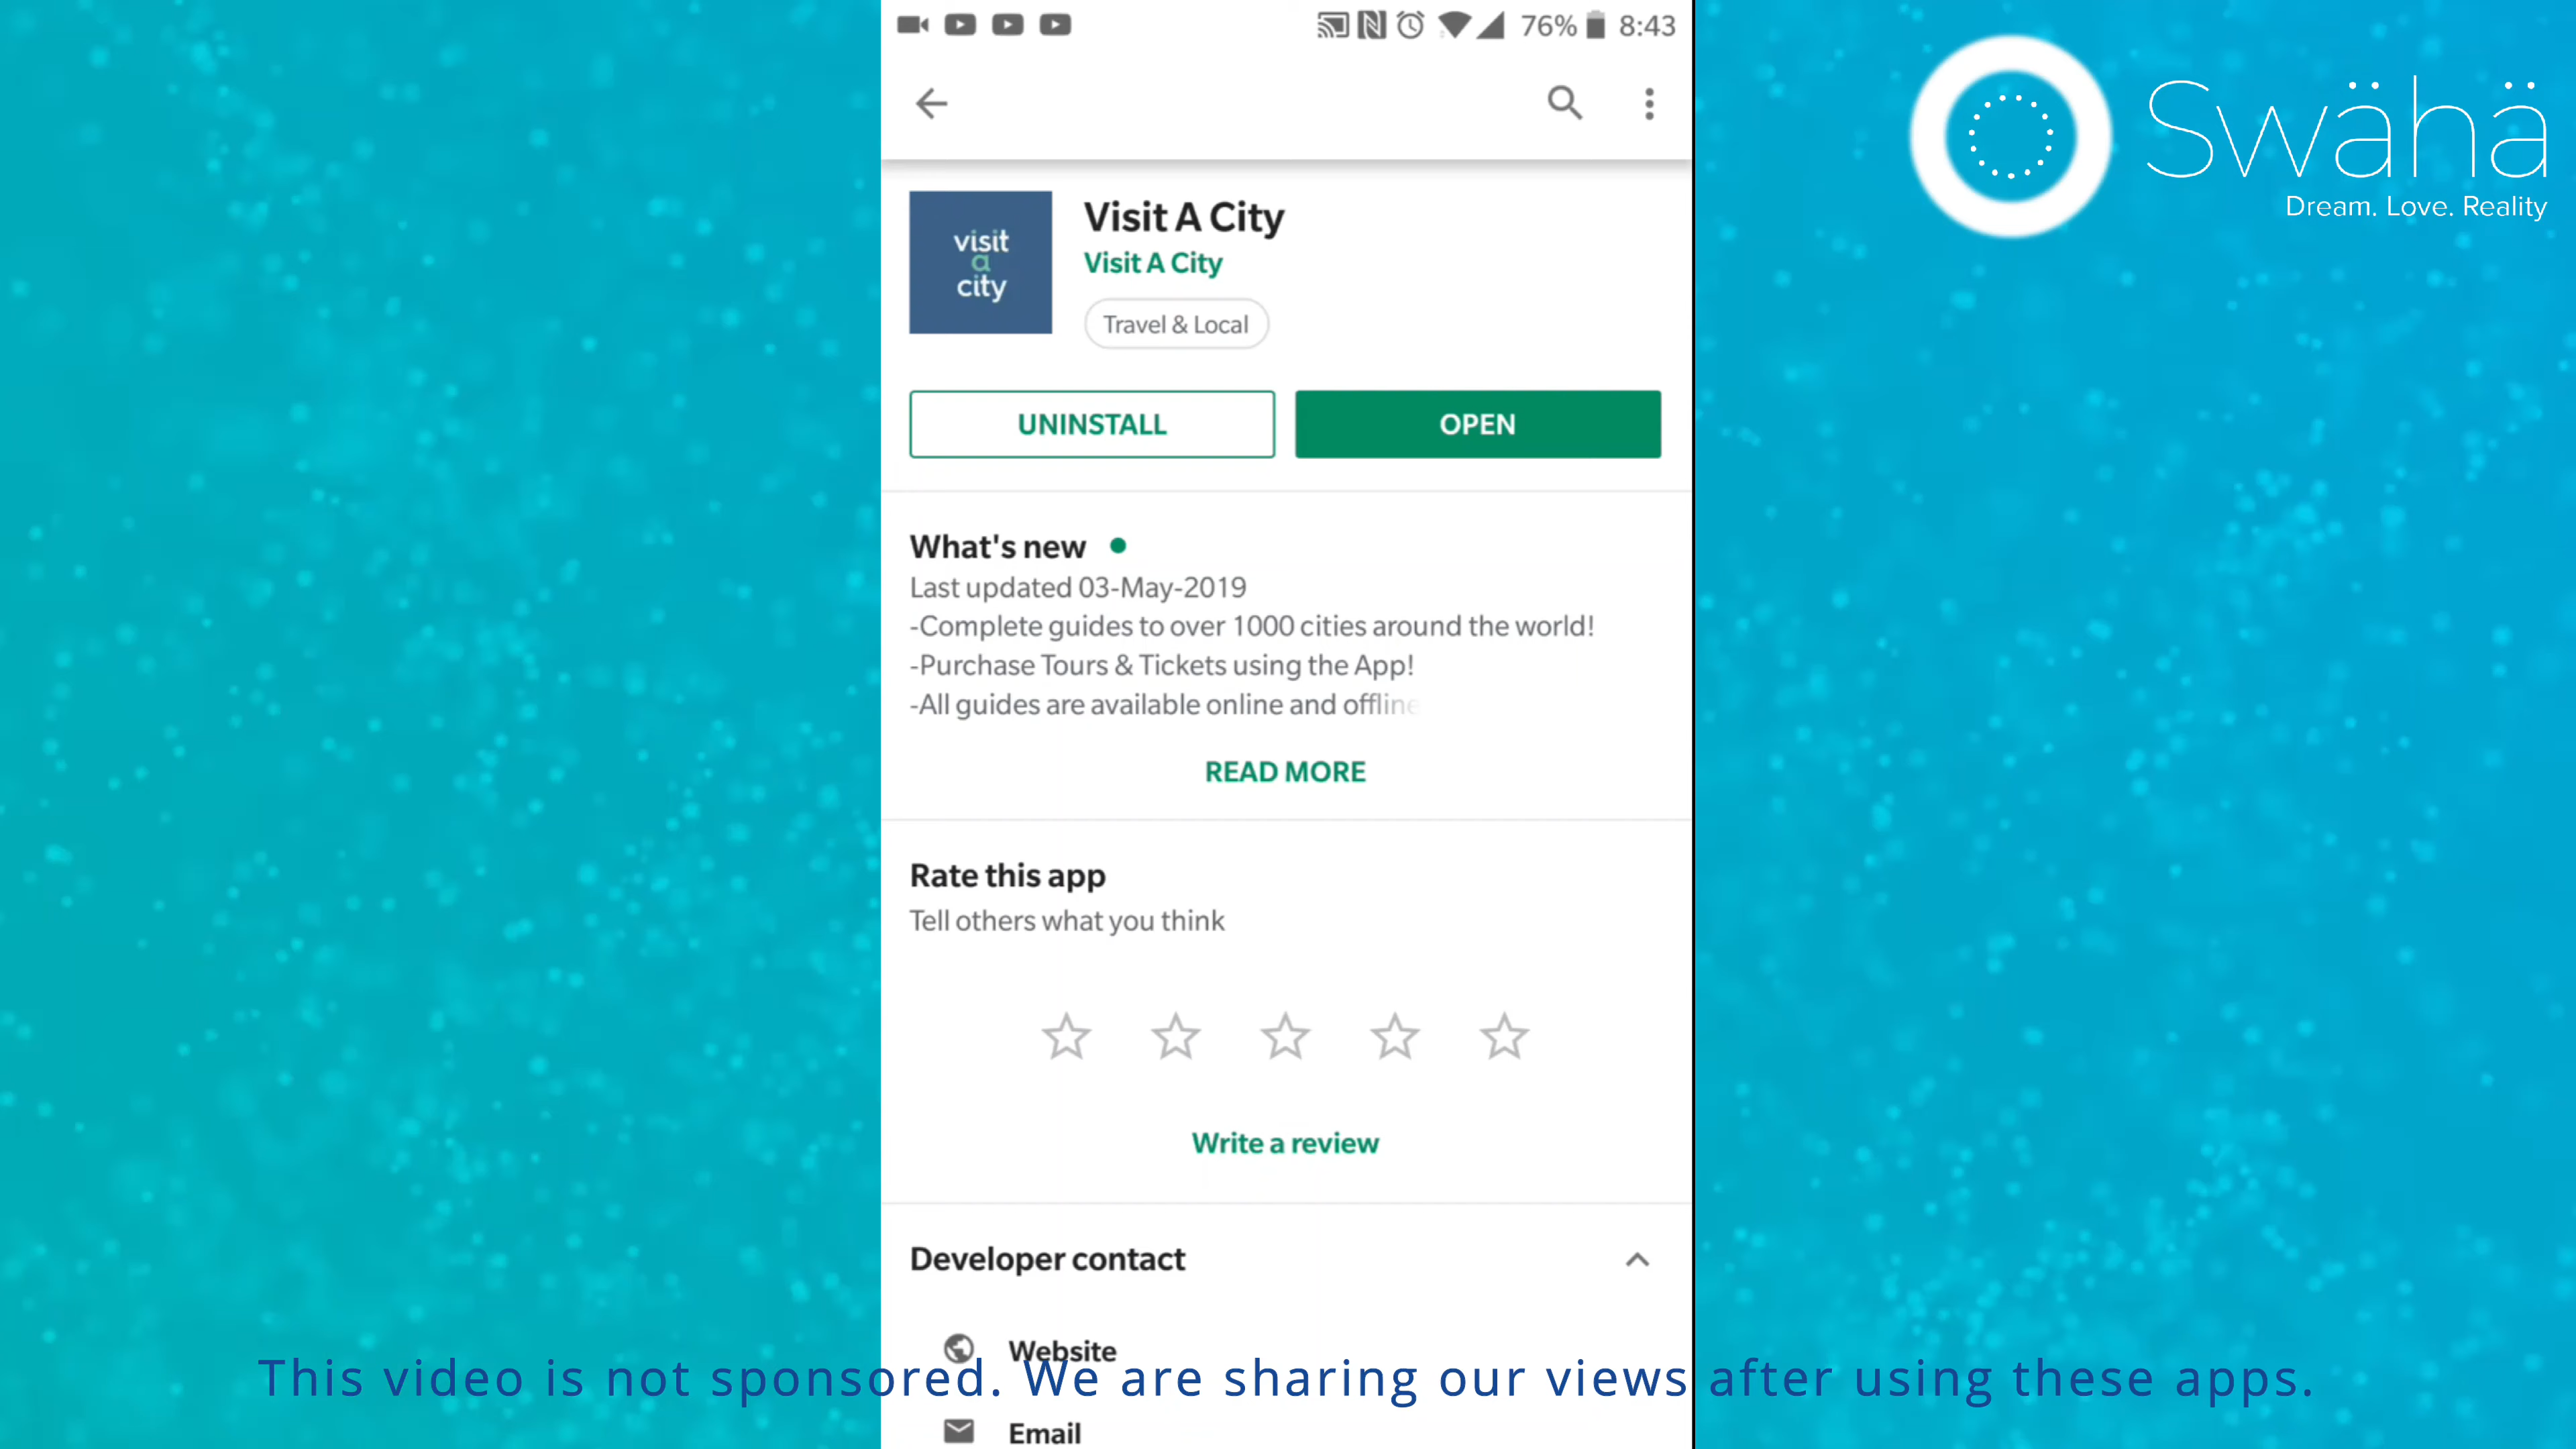 76% 8:43
Swähä
Dream. Love. Reality
visit
a
city
Visit A City
Visit A City
Travel & Local
UNINSTALL OPEN
What's new
Last updated 03-May-2019
-Complete guides to over 1000 cities around the world!
-Purchase Tours & Tickets using the App!
-All guides are available online and offline
READ MORE
Rate this app
Tell others what you think
Write a review
Developer contact
Website
This video is not sponsored. We are sharing our views after using these apps.
Email